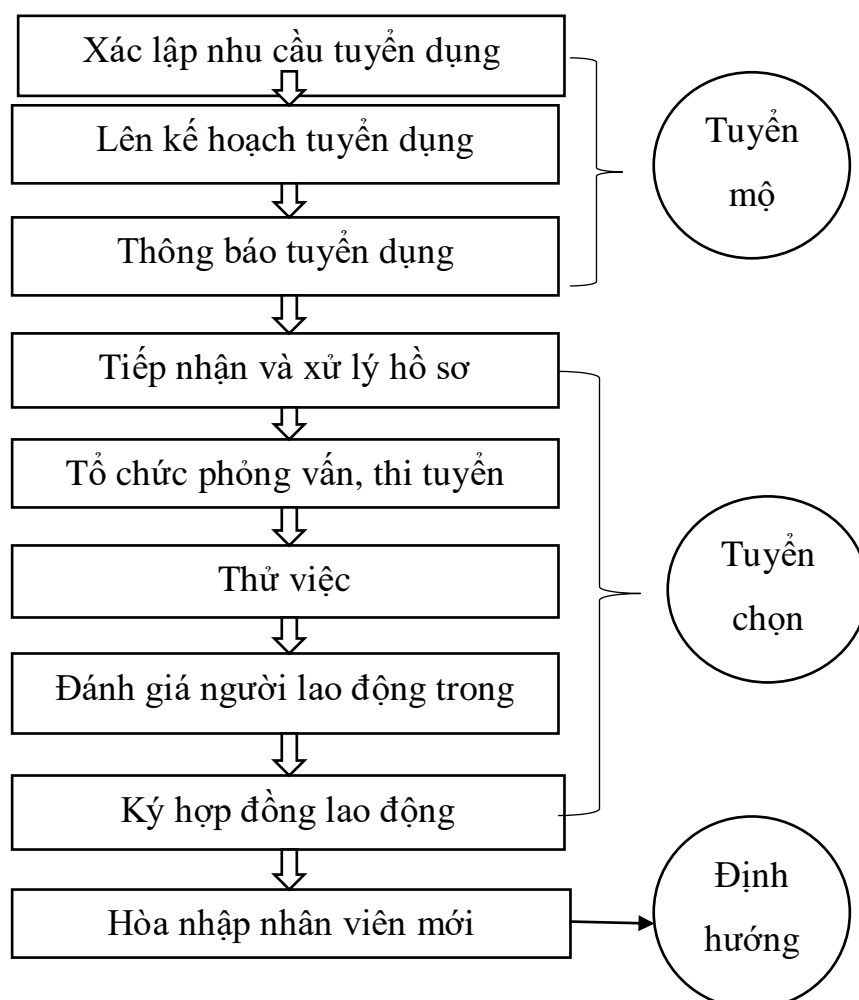 Xác lập nhu cầu tuyển dụng
Lên kế hoạch tuyển dụng
Thông báo tuyển dụng
Tuyển
mộ
Tiếp nhận và xử lý hồ sơ
Tổ chức phỏng vấn, thi tuyển
Thử việc
Đánh giá người lao động trong
Ký hợp đồng lao động
Tuyển
chọn
Hòa nhập nhân viên mới
Định
hướng